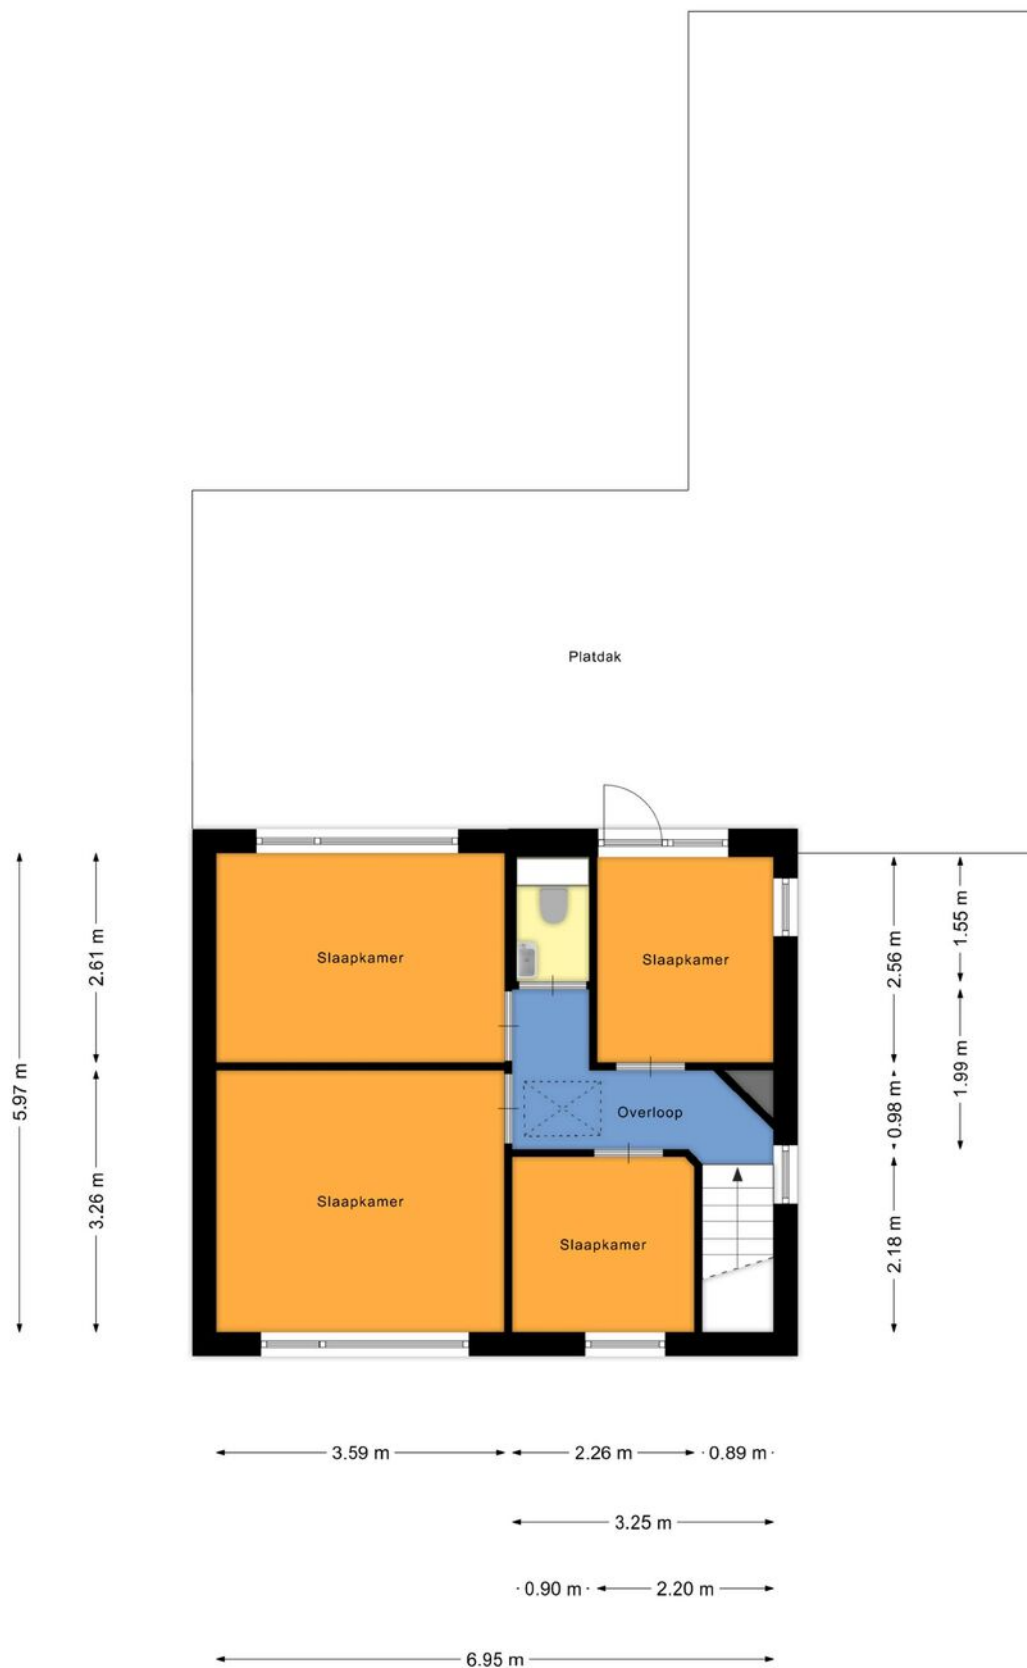 Platdak
Slaapkamer
Slaapkamer
Overloop
Slaapkamer
Slaapkamer
5.97 m
2.61 m
3.26 m
2.56 m
0.98 m
2.18 m
1.55 m
1.99 m
3.59 m
2.26 m
0.89 m
3.25 m
0.90 m
2.20 m
6.95 m